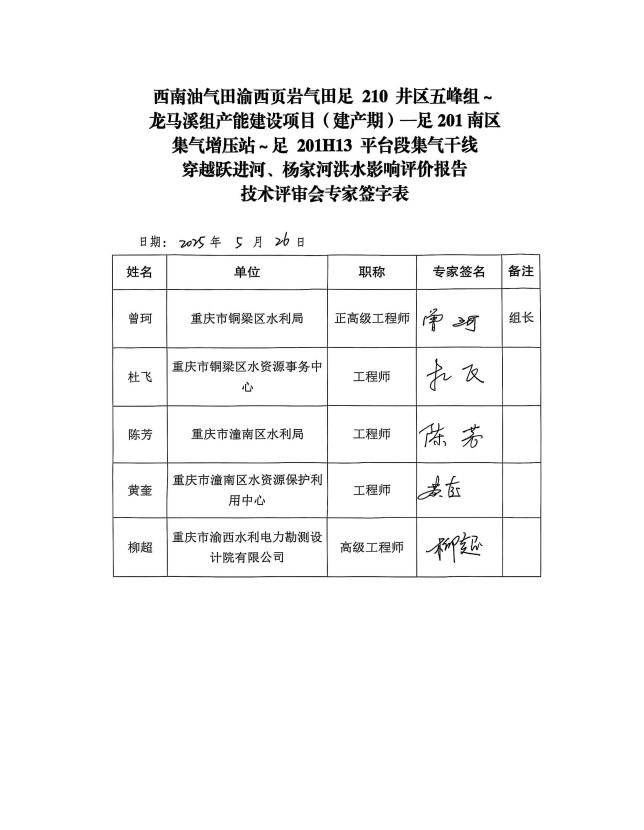 西南油气田渝西页岩气田足 210 井区五峰组~
龙马溪组产能建设项目（建产期）—足 201 南区
集气增压站~足 201H13 平台段集气干线
穿越跃进河、杨家河洪水影响评价报告
技术评审会专家签字表
日期： 2025 年 5 月 26 日
姓名 单位 职称 专家签名 备注
曾珂 重庆市铜梁区水利局 正高级工程师 曾珂 组长
杜飞 重庆市铜梁区水资源事务中
心 工程师 杜飞
陈芳 重庆市潼南区水利局 工程师 陈芳
黄奎 重庆市潼南区水资源保护利
用中心 工程师 黄奎
柳超 重庆市渝西水利电力勘测设
计院有限公司 高级工程师 柳超